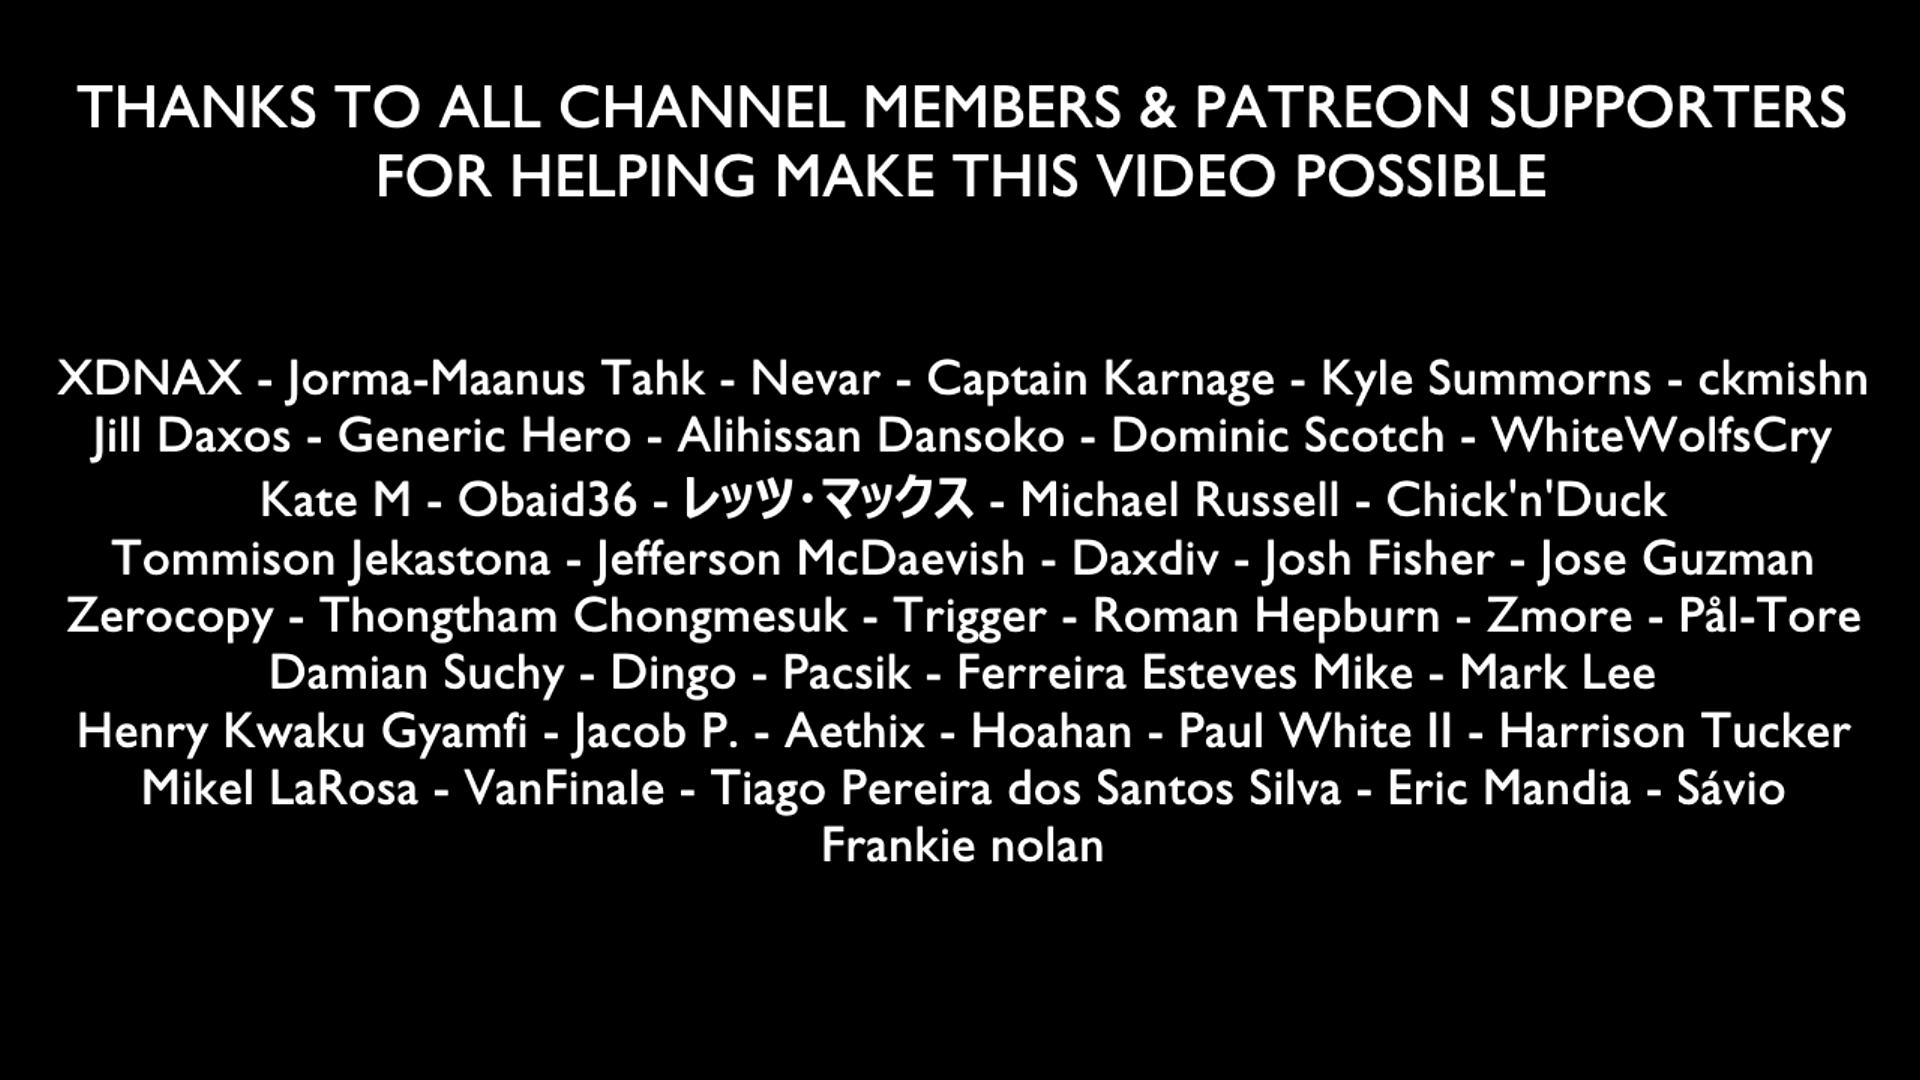 THANKS TO ALL CHANNEL MEMBERS & PATREON SUPPORTERS
FOR HELPING MAKE THIS VIDEO POSSIBLE
XDNAX - Jorma-Maanus Tahk - Nevar - Captain Karnage - Kyle Summorns - ckmishn
Jill Daxos - Generic Hero - Alihissan Dansoko - Dominic Scotch - WhiteWolfsCry
Kate M - Obaid36 - レッツ・マックス - Michael Russell - Chick'n'Duck
Tommison Jekastona - Jefferson McDaevish - Daxdiv - Josh Fisher - Jose Guzman
Zerocopy - Thongtham Chongmesuk - Trigger - Roman Hepburn - Zmore - Pål-Tore
Damian Suchy - Dingo - Pacsik - Ferreira Esteves Mike - Mark Lee
Henry Kwaku Gyamfi - Jacob P. - Aethix - Hoahan - Paul White II - Harrison Tucker
Mikel LaRosa - VanFinale - Tiago Pereira dos Santos Silva - Eric Mandia - Sávio
Frankie nolan